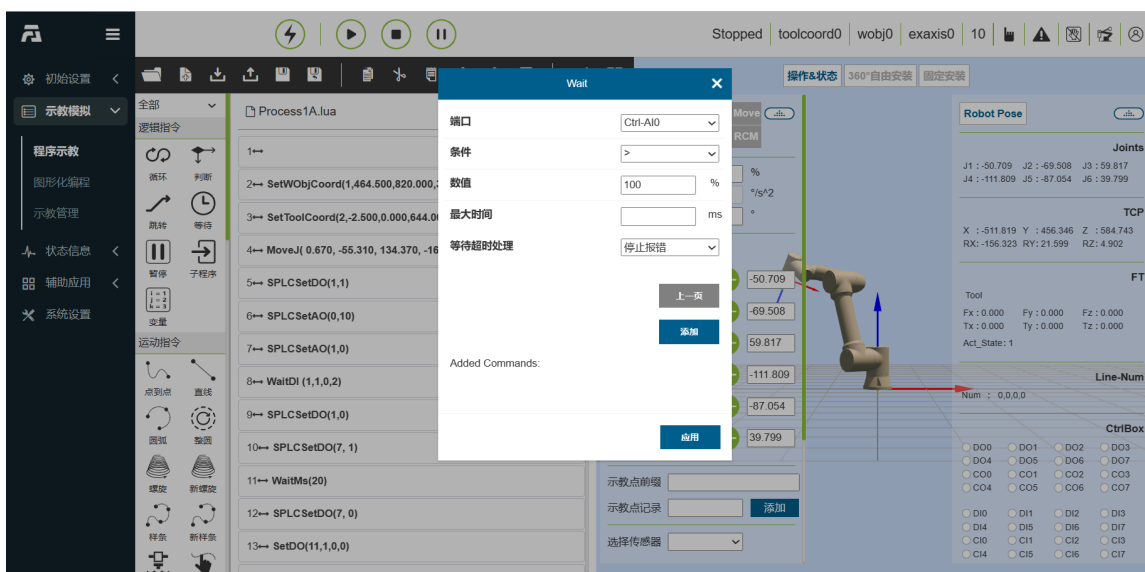 Stopped toolcoord0 wobj0 exaxis0 10
初始设置
示教模拟
程序示教
图形化编程
示教管理
状态信息
辅助应用
系统设置
全部
逻辑指令
循环 判断
跳转 等待
暂停 子程序
i = 1
j = 2
k = 3
变量
运动指令
点到点 直线
圆弧 整圆
螺旋 新螺旋
样条 新样条
Process1A.lua
1
2 SetWObjCoord(1,464.500,820.000,
3 SetToolCoord(2,-2.500,0.000,644.0
4 MoveJ( 0.670, -55.310, 134.370, -16
5 SPLCSetDO(1,1)
6 SPLCSetAO(0,10)
7 SPLCSetAO(1,0)
8 WaitDI (1,1,0,2)
9 SPLCSetDO(1,0)
10 SPLCSetDO(7, 1)
11 WaitMs(20)
12 SPLCSetDO(7, 0)
13 SetDO(11,1,0,0)
Wait
端口 Ctrl-AI0
条件 >
数值 100 %
最大时间 ms
等待超时处理 停止报错
上一页
添加
Added Commands:
应用
操作&状态 360°自由安装 固定安装
Move
RCM
%
°/s^2
°
-50.709
-69.508
59.817
-111.809
-87.054
39.799
示教点前缀
示教点记录 添加
选择传感器
Robot Pose
Joints
J1 : -50.709 J2 : -69.508 J3 : 59.817
J4 : -111.809 J5 : -87.054 J6 : 39.799
TCP
X : -511.819 Y : 456.346 Z : 584.743
RX: -156.323 RY: 21.599 RZ: 4.902
FT
Tool
Fx : 0.000 Fy : 0.000 Fz : 0.000
Tx : 0.000 Ty : 0.000 Tz : 0.000
Act_State: 1
Line-Num
Num : 0,0,0,0
CtrlBox
DO0 DO1 DO2 DO3
DO4 DO5 DO6 DO7
CO0 CO1 CO2 CO3
CO4 CO5 CO6 CO7
DI0 DI1 DI2 DI3
DI4 DI5 DI6 DI7
CI0 CI1 CI2 CI3
CI4 CI5 CI6 CI7